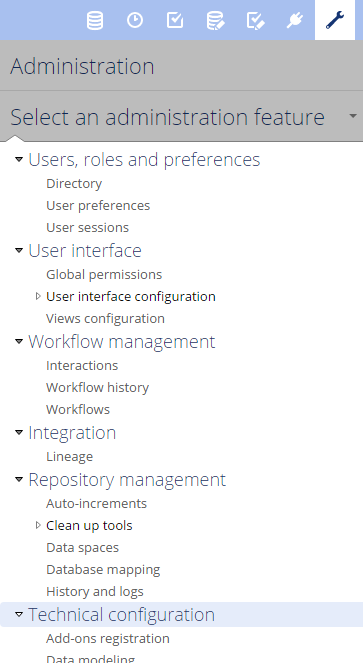 Administration
Select an administration feature
Users, roles and preferences
Directory
User preferences
User sessions
User interface
Global permissions
User interface configuration
Views configuration
Workflow management
Interactions
Workflow history
Workflows
Integration
Lineage
Repository management
Auto-increments
Clean up tools
Data spaces
Database mapping
History and logs
Technical configuration
Add-ons registration
Data modeling